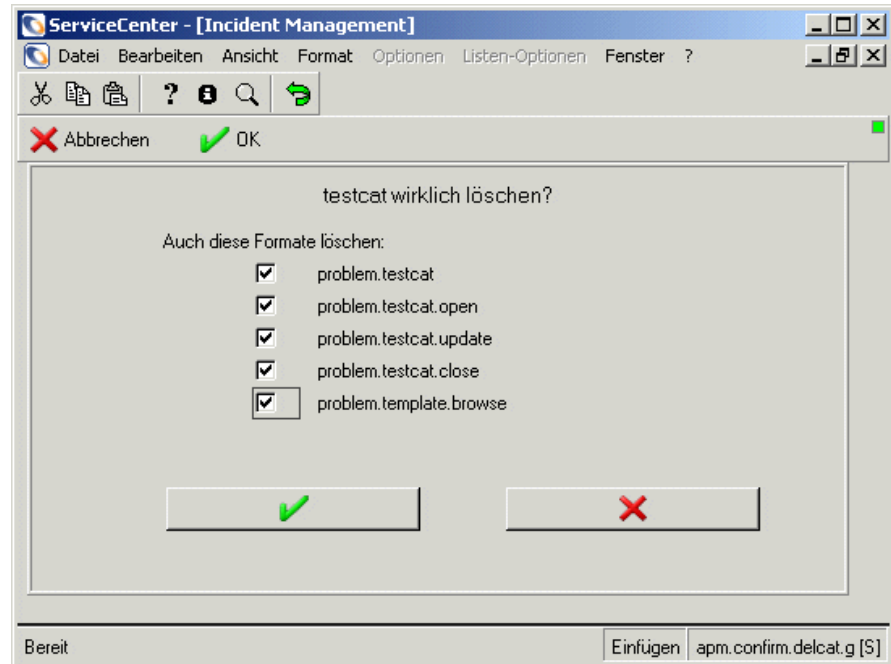 ServiceCenter - [Incident Management]
Datei Bearbeiten Ansicht Format Optionen Listen-Optionen Fenster ?
Abbrechen OK
testcat wirklich löschen?
Auch diese Formate löschen:
problem.testcat
problem.testcat.open
problem.testcat.update
problem.testcat.close
problem.template.browse
Bereit Einfügen apm.confirm.delcat.g [S]